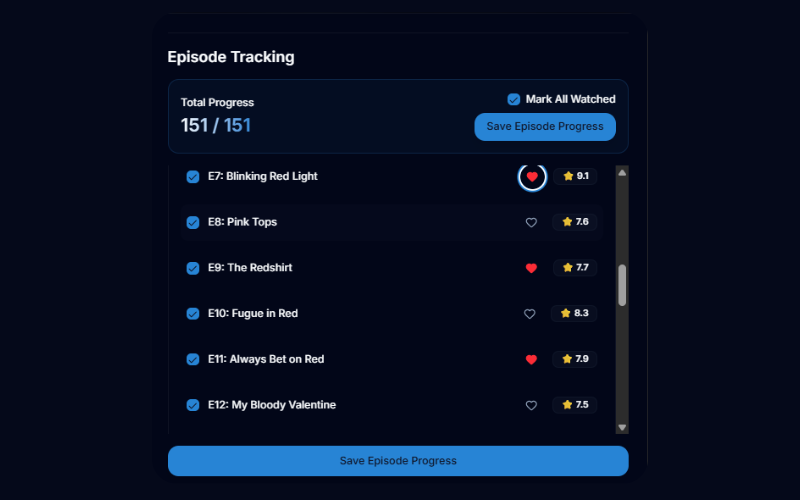 Episode Tracking
Total Progress
Mark All Watched
151 / 151
Save Episode Progress
E7: Blinking Red Light 9.1
E8: Pink Tops 7.6
E9: The Redshirt 7.7
E10: Fugue in Red 8.3
E11: Always Bet on Red 7.9
E12: My Bloody Valentine 7.5
Save Episode Progress